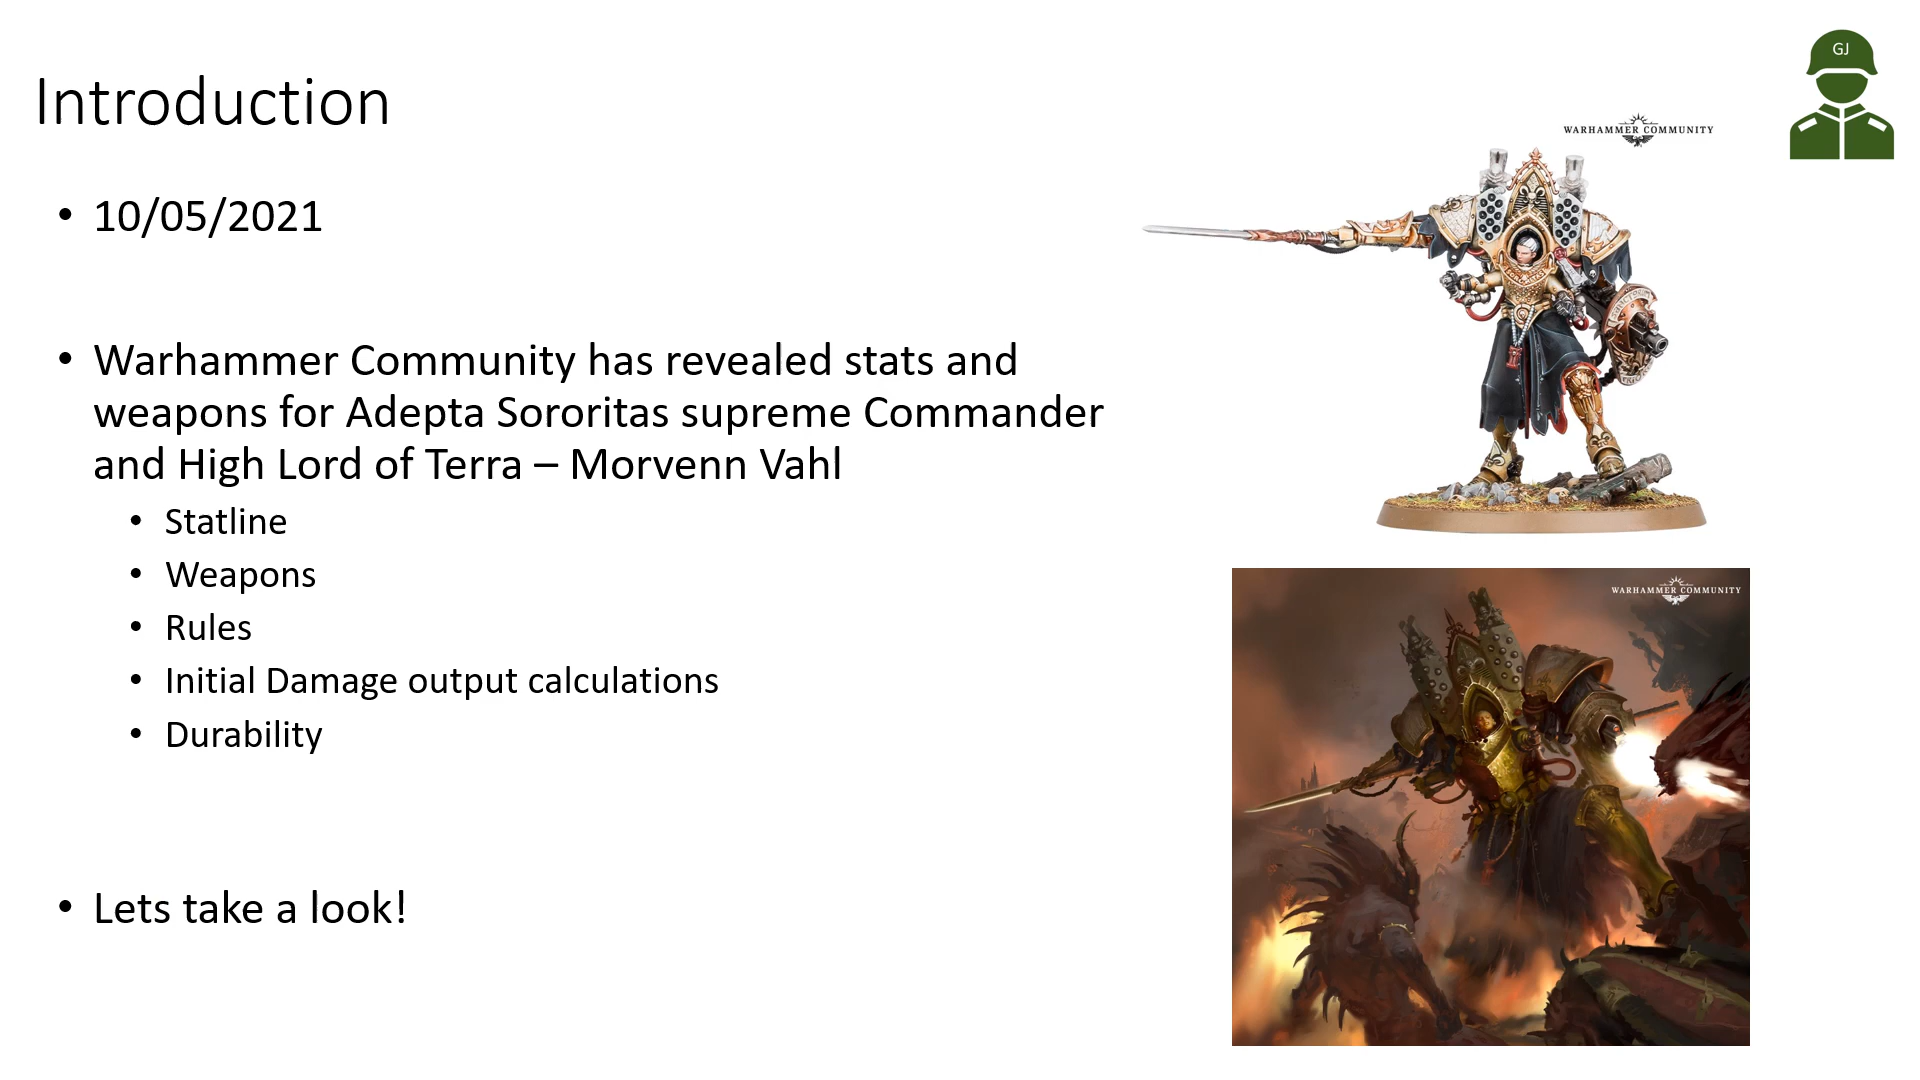 GJ
Introduction
WARHAMMER COMMUNITY
• 10/05/2021
• Warhammer Community has revealed stats and
weapons for Adepta Sororitas supreme Commander
and High Lord of Terra – Morvenn Vahl
• Statline
• Weapons
• Rules
• Initial Damage output calculations
• Durability
• Lets take a look!
WARHAMMER COMMUNITY